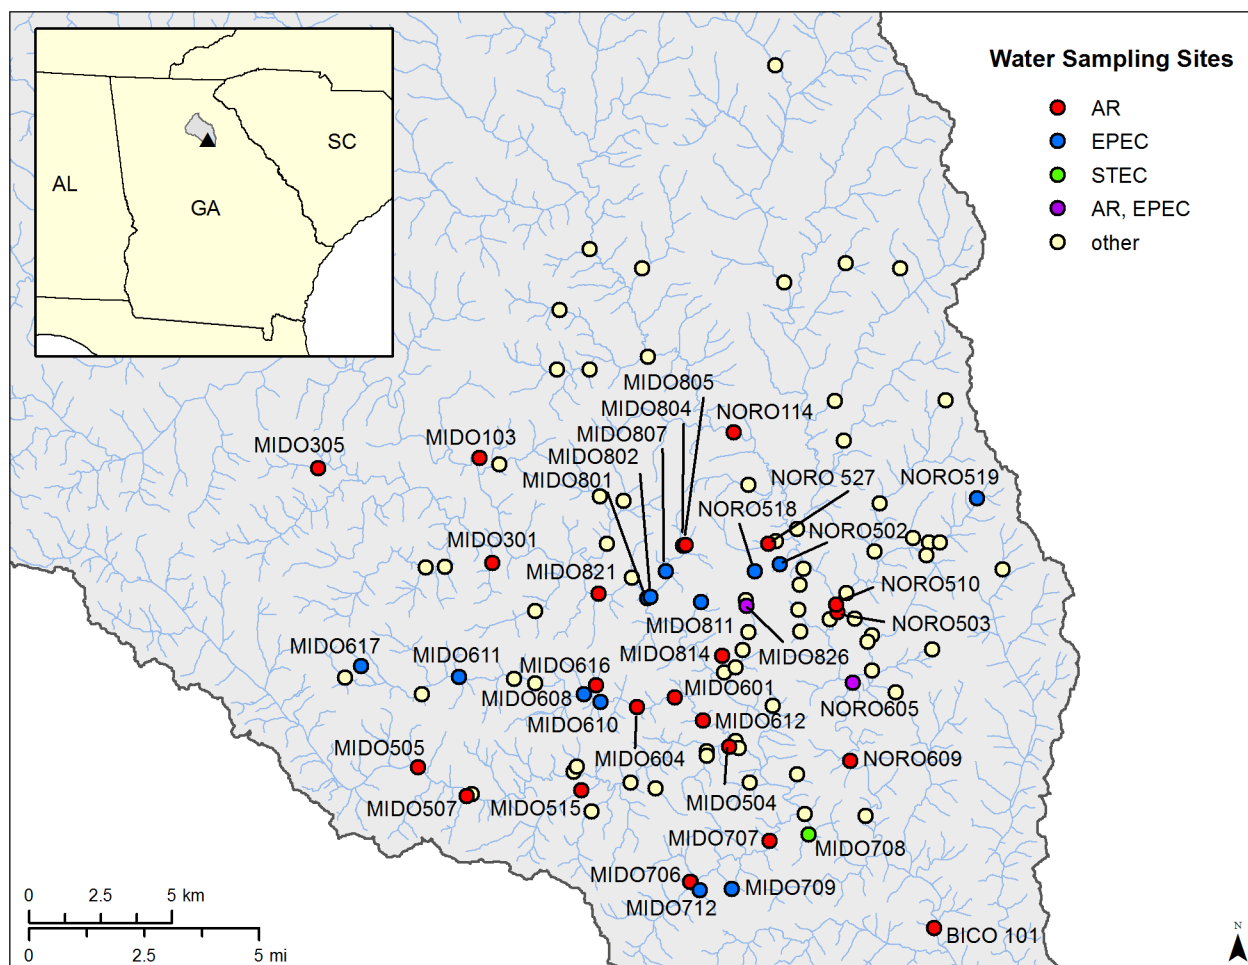 Water Sampling Sites
AR
EPEC
STEC
AR, EPEC
other
AL
GA
SC
MIDO805
MIDO804
NORO114
MIDO807
MIDO802
MIDO801
MIDO305
MIDO103
NORO 527
NORO519
NORO518
NORO502
MIDO301
MIDO821
NORO510
NORO503
MIDO811
MIDO826
MIDO814
MIDO617
MIDO611
MIDO616
MIDO608
MIDO610
MIDO601
MIDO612
NORO605
MIDO505
MIDO604
NORO609
MIDO507
MIDO515
MIDO504
MIDO707
MIDO708
MIDO706
MIDO709
MIDO712
BICO 101
0 2.5 5 km
0 2.5 5 mi
N